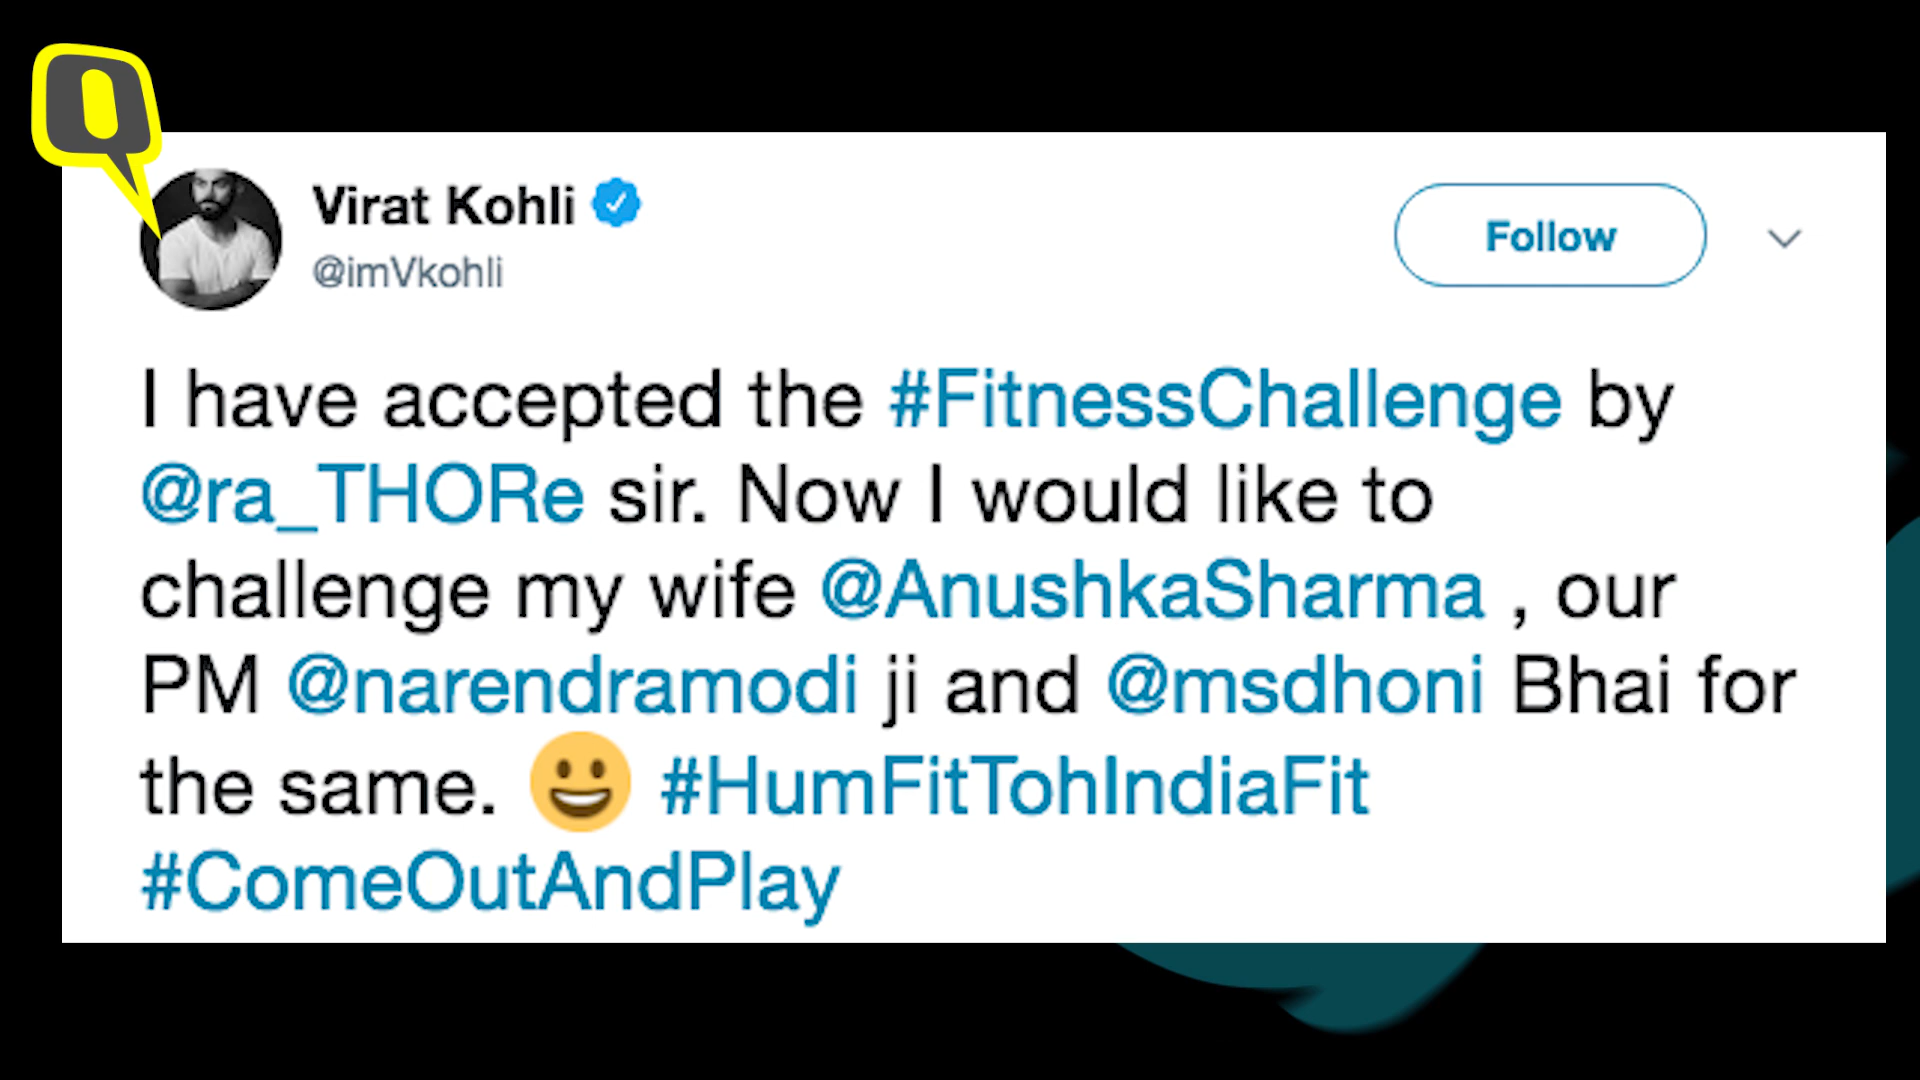 Virat Kohli
@imVkohli
Follow
I have accepted the #FitnessChallenge by
@ra_THORe sir. Now I would like to
challenge my wife @AnushkaSharma , our
PM @narendramodi ji and @msdhoni Bhai for
the same. 😀 #HumFitTohIndiaFit
#ComeOutAndPlay